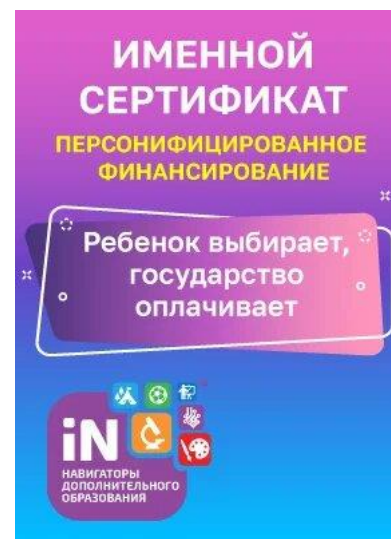 ИМЕННОЙ
СЕРТИФИКАТ
ПЕРСОНИФИЦИРОВАННОЕ
ФИНАНСИРОВАНИЕ
Ребенок выбирает,
государство
оплачивает
iN
НАВИГАТОРЫ
ДОПОЛНИТЕЛЬНОГО
ОБРАЗОВАНИЯ